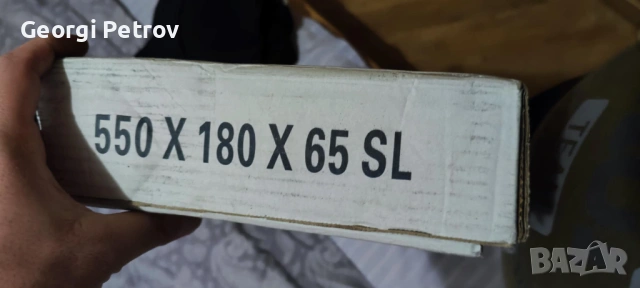 Georgi Petrov
550 X 180 X 65 SL
BAZAR